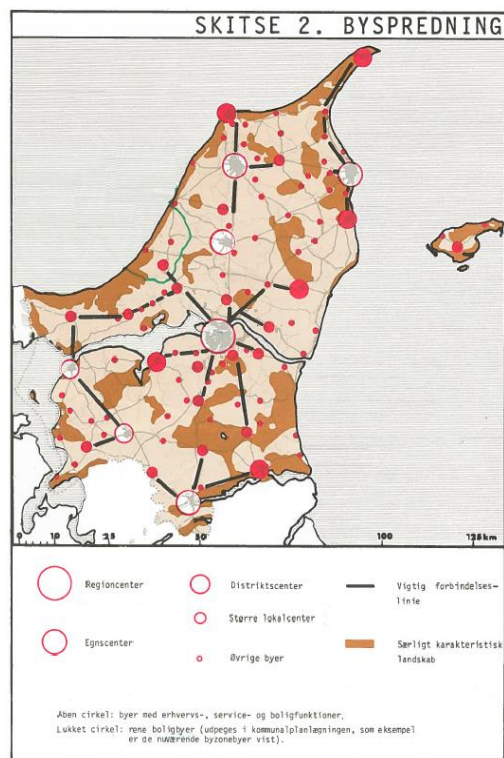 SKITSE 2. BYSPREDNING
0 5 10 25 50 100 125km
Regioncenter
Distriktscenter
Vigtig forbindelses-
linie
Større lokalcenter
Egnscenter
Særligt karakteristisk
landskab
Øvrige byer
Åben cirkel: byer med erhvervs-, service- og boligfunktioner.
Lukket cirkel: rene boligbyer (udpeges i kommunalplanlægningen, som eksempel
er de nuværende byzonebyer vist).